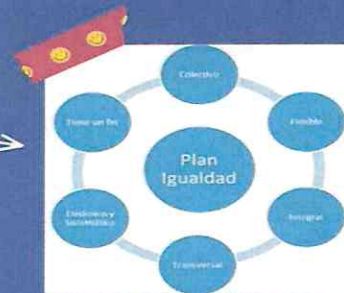 Colectivo
Tiene un fin
Flexible
Plan
Igualdad
Dinámico y
Sistemático
Integral
Transversal